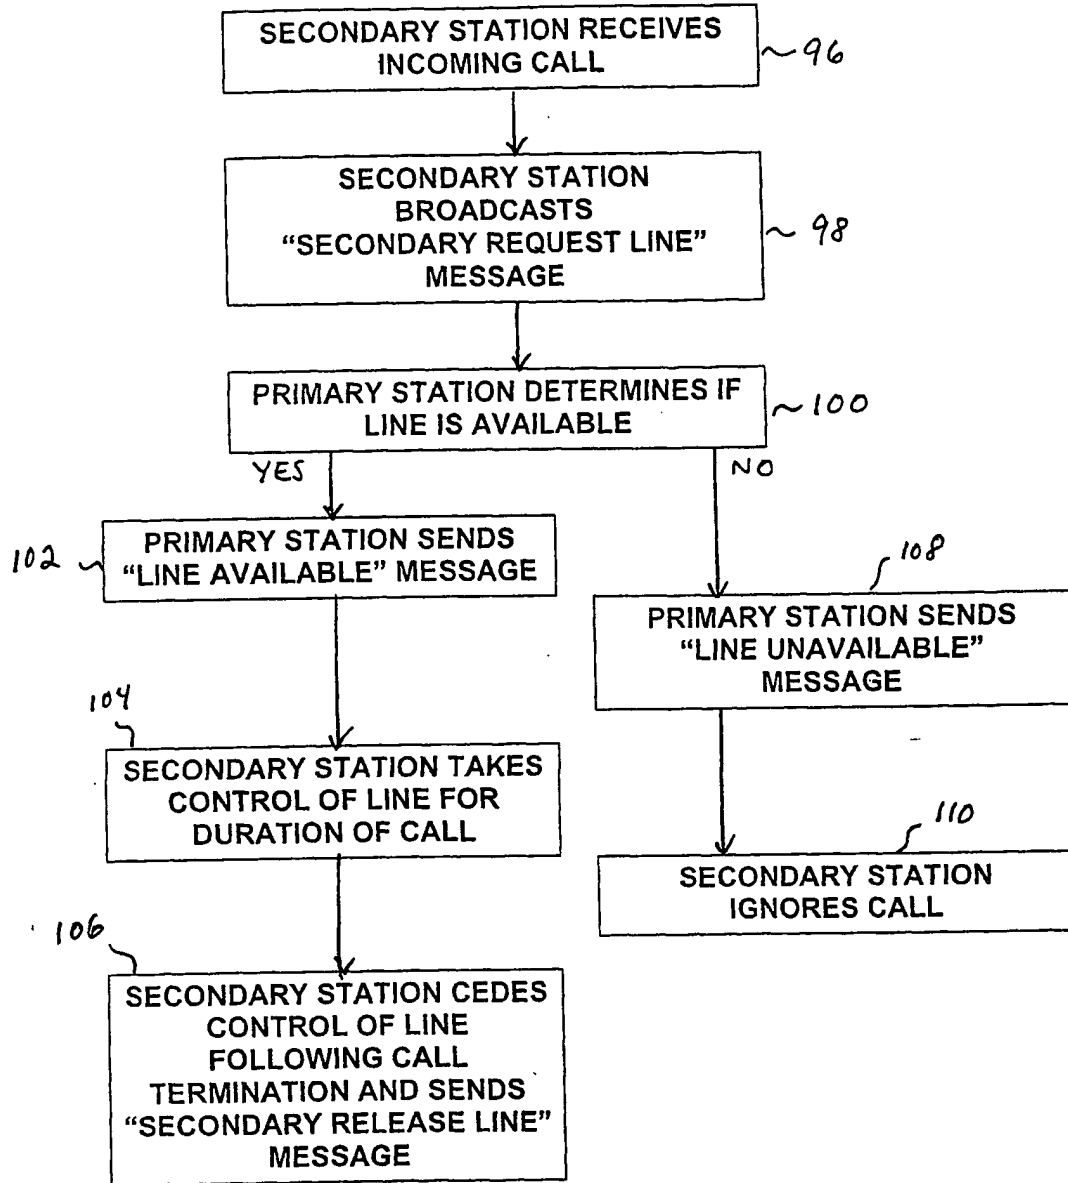 SECONDARY STATION RECEIVES
INCOMING CALL
96
SECONDARY STATION
BROADCASTS
“SECONDARY REQUEST LINE”
MESSAGE
98
PRIMARY STATION DETERMINES IF
LINE IS AVAILABLE
100
YES
NO
102
PRIMARY STATION SENDS
“LINE AVAILABLE” MESSAGE
108
PRIMARY STATION SENDS
“LINE UNAVAILABLE”
MESSAGE
104
SECONDARY STATION TAKES
CONTROL OF LINE FOR
DURATION OF CALL
110
SECONDARY STATION
IGNORES CALL
106
SECONDARY STATION CEDES
CONTROL OF LINE
FOLLOWING CALL
TERMINATION AND SENDS
“SECONDARY RELEASE LINE”
MESSAGE